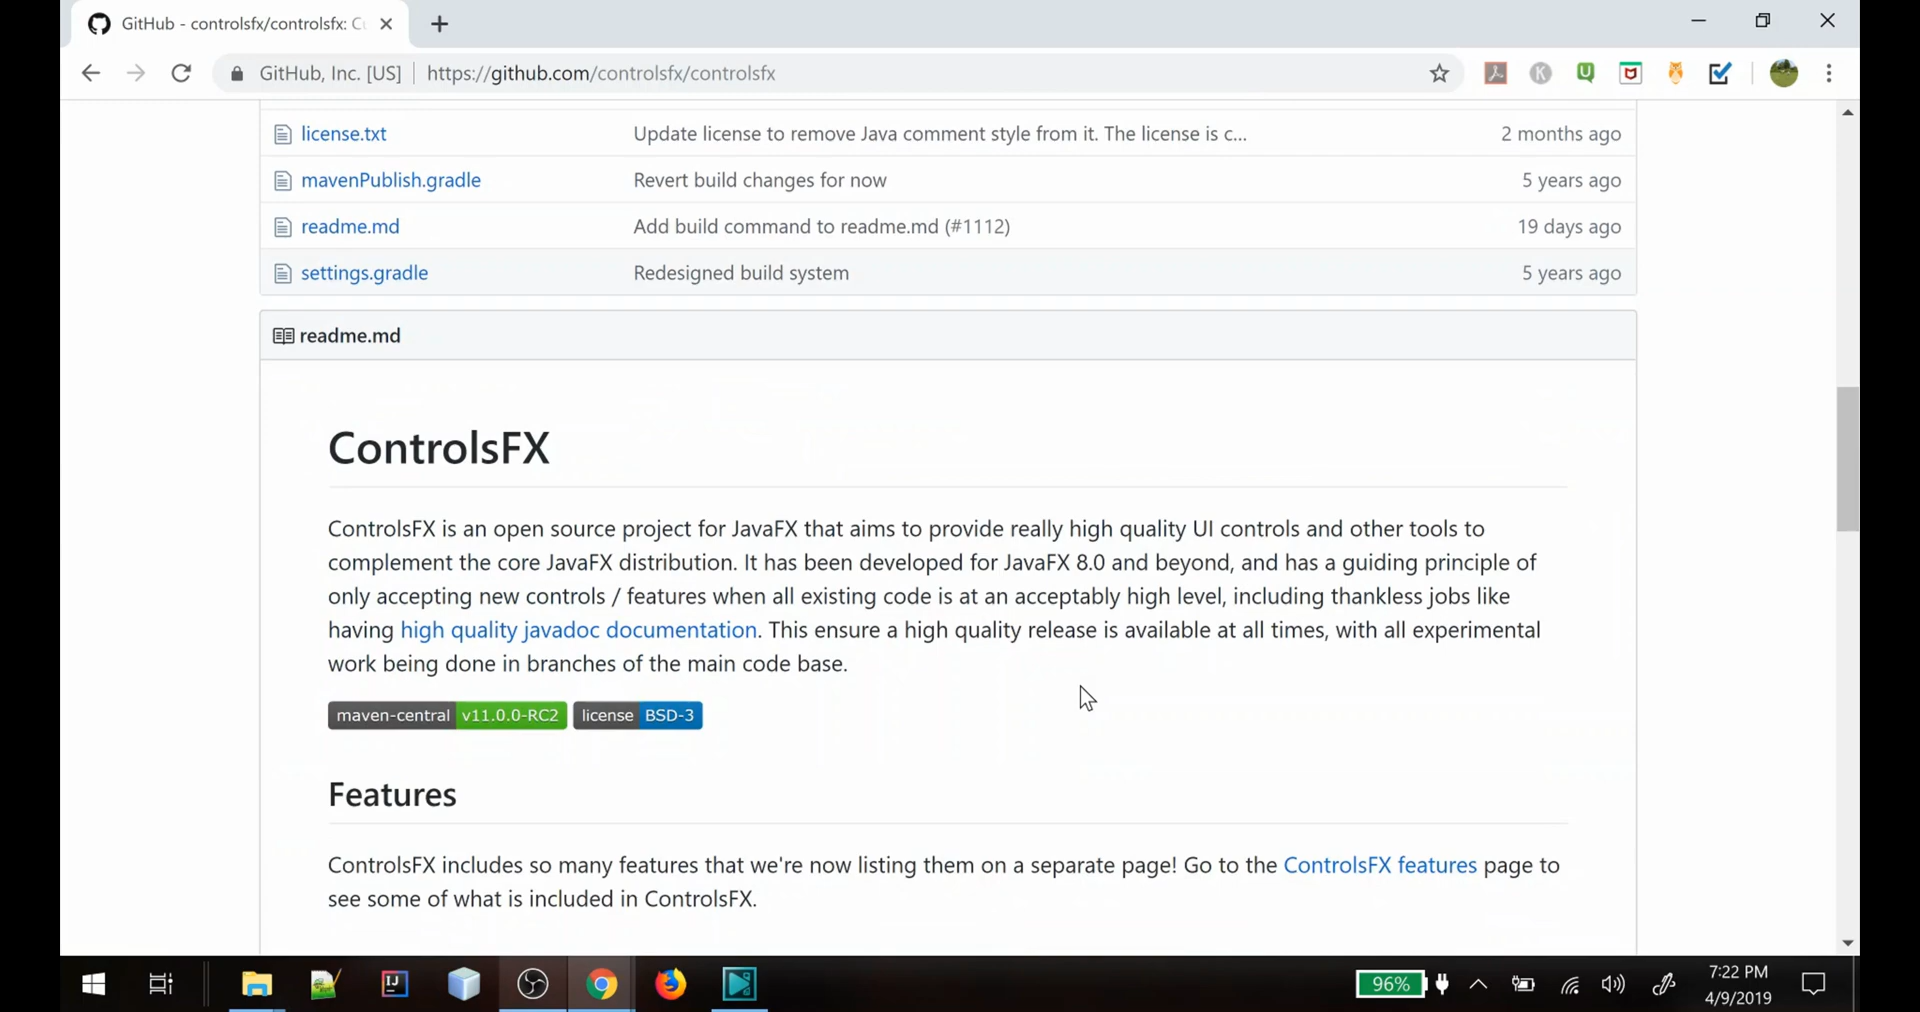 GitHub - controlsfx/controlsfx: Cu
GitHub, Inc. [US] https://github.com/controlsfx/controlsfx
license.txt Update license to remove Java comment style from it. The license is c... 2 months ago
mavenPublish.gradle Revert build changes for now 5 years ago
readme.md Add build command to readme.md (#1112) 19 days ago
settings.gradle Redesigned build system 5 years ago
readme.md
ControlsFX
ControlsFX is an open source project for JavaFX that aims to provide really high quality UI controls and other tools to
complement the core JavaFX distribution. It has been developed for JavaFX 8.0 and beyond, and has a guiding principle of
only accepting new controls / features when all existing code is at an acceptably high level, including thankless jobs like
having high quality javadoc documentation. This ensure a high quality release is available at all times, with all experimental
work being done in branches of the main code base.
maven-central v11.0.0-RC2 license BSD-3
Features
ControlsFX includes so many features that we're now listing them on a separate page! Go to the ControlsFX features page to
see some of what is included in ControlsFX.
96%
7:22 PM
4/9/2019